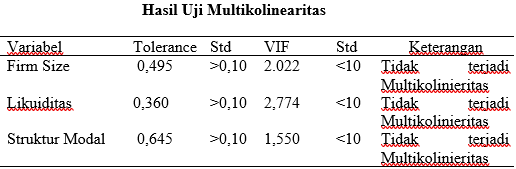 Hasil Uji Multikolinearitas
Variabel Tolerance Std VIF Std Keterangan
Firm Size 0,495 >0,10 2.022 <10 Tidak terjadi
Multikolinieritas
Likuiditas 0,360 >0,10 2,774 <10 Tidak terjadi
Multikolinieritas
Struktur Modal 0,645 >0,10 1,550 <10 Tidak terjadi
Multikolinieritas